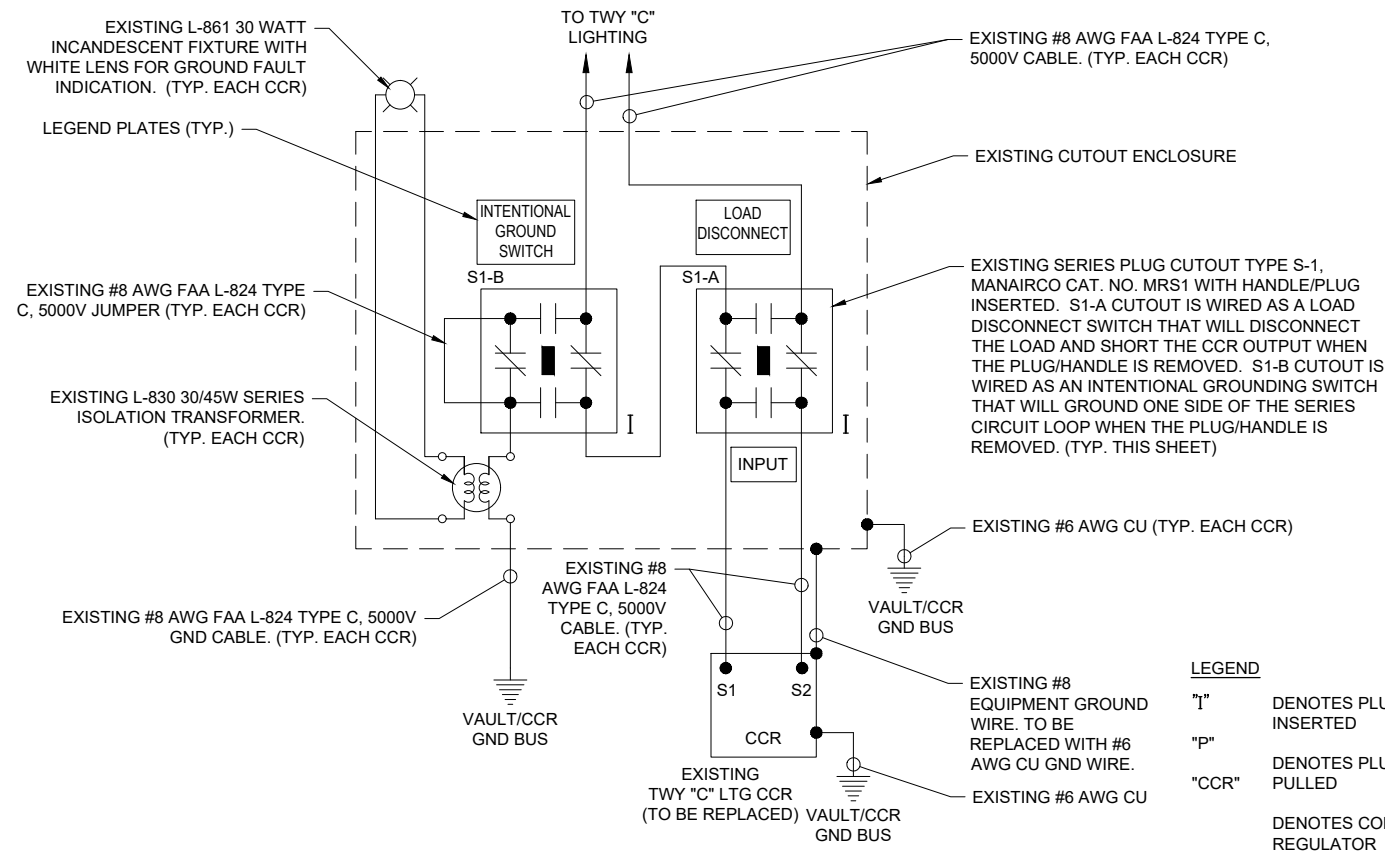 EXISTING L-861 30 WATT
INCANDESCENT FIXTURE WITH
WHITE LENS FOR GROUND FAULT
INDICATION. (TYP. EACH CCR)
LEGEND PLATES (TYP.)
TO TWY "C"
LIGHTING
EXISTING #8 AWG FAA L-824 TYPE C,
5000V CABLE. (TYP. EACH CCR)
EXISTING CUTOUT ENCLOSURE
INTENTIONAL
GROUND
SWITCH
LOAD
DISCONNECT
S1-B
S1-A
EXISTING #8 AWG FAA L-824 TYPE
C, 5000V JUMPER (TYP. EACH CCR)
EXISTING SERIES PLUG CUTOUT TYPE S-1,
MANAIRCO CAT. NO. MRS1 WITH HANDLE/PLUG
INSERTED. S1-A CUTOUT IS WIRED AS A LOAD
DISCONNECT SWITCH THAT WILL DISCONNECT
THE LOAD AND SHORT THE CCR OUTPUT WHEN
THE PLUG/HANDLE IS REMOVED. S1-B CUTOUT IS
WIRED AS AN INTENTIONAL GROUNDING SWITCH
THAT WILL GROUND ONE SIDE OF THE SERIES
CIRCUIT LOOP WHEN THE PLUG/HANDLE IS
REMOVED. (TYP. THIS SHEET)
I
I
EXISTING L-830 30/45W SERIES
ISOLATION TRANSFORMER.
(TYP. EACH CCR)
INPUT
EXISTING #6 AWG CU (TYP. EACH CCR)
VAULT/CCR
GND BUS
EXISTING #8
AWG FAA L-824
TYPE C, 5000V
CABLE. (TYP.
EACH CCR)
EXISTING #8 AWG FAA L-824 TYPE C, 5000V
GND CABLE. (TYP. EACH CCR)
VAULT/CCR
GND BUS
S1
S2
CCR
EXISTING
TWY "C" LTG CCR
(TO BE REPLACED)
VAULT/CCR
GND BUS
EXISTING #8
EQUIPMENT GROUND
WIRE. TO BE
REPLACED WITH #6
AWG CU GND WIRE.
EXISTING #6 AWG CU
LEGEND
"I" DENOTES
INSERTED
"P"
DENOTES
"CCR" PULLED
DENOTES
REGULATOR